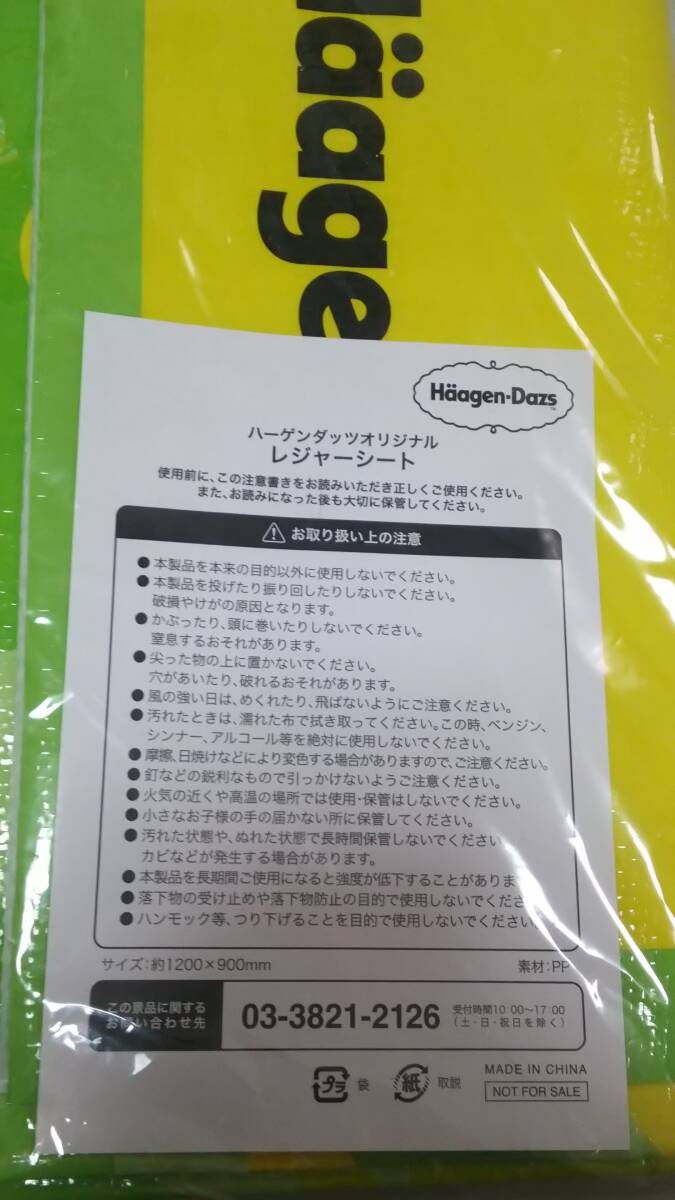 Häage
Häagen-Dazs
ハーゲンダッツオリジナル
レジャーシート
使用前に、この注意書きをお読みいただき正しくご使用ください。
また、お読みになった後も大切に保管してください。
お取り扱い上の注意
●本製品を本来の目的以外に使用しないでください。
●本製品を投げたり振り回したりしないでください。
破損やけがの原因となります。
●かぶったり、頭に巻いたりしないでください。
窒息するおそれがあります。
●尖った物の上に置かないでください。
穴があいたり、破れるおそれがあります。
●風の強い日は、めくれたり、飛ばないようにご注意ください。
●汚れたときは、濡れた布で拭き取ってください。この時、ベンジン、
シンナー、アルコール等を絶対に使用しないでください。
●摩擦、日焼けなどにより変色する場合がありますので、ご注意ください。
●釘などの鋭利なもので引っかけないようご注意ください。
●火気の近くや高温の場所では使用・保管はしないでください。
●小さなお子様の手の届かない所に保管してください。
●汚れた状態や、ぬれた状態で長時間保管しないでください
カビなどが発生する場合があります。
●本製品を長期間ご使用になると強度が低下することがありま
●落下物の受け止めや落下物防止の目的で使用しないでくださ
●ハンモック等、つり下げることを目的で使用しないでください。
サイズ:約1200×900mm 素材:PP
この景品に関する
お問い合わせ先
03-3821-2126
受付時間10:00〜17:00
(土・日・祝日を除く)
プラ 袋 紙 取説
MADE IN CHINA
NOT FOR SALE